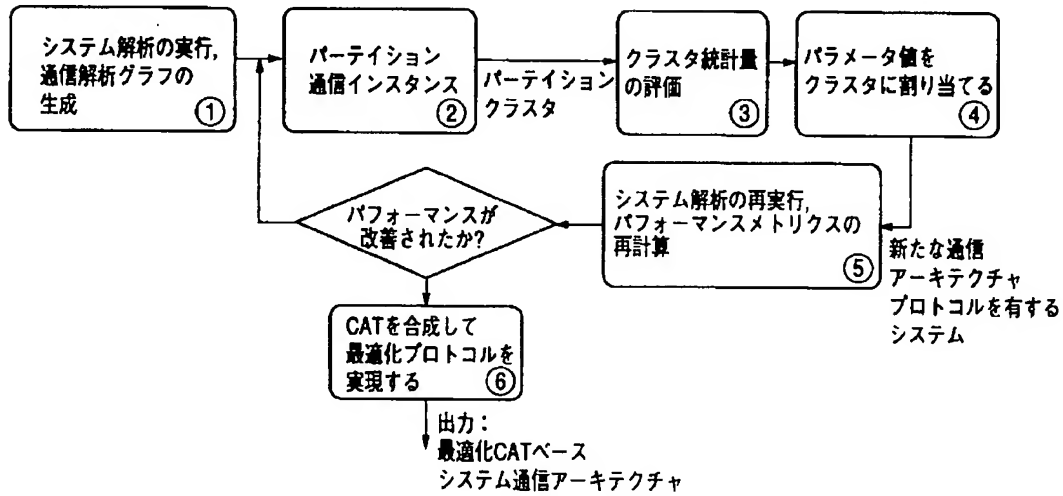 システム解析の実行,
通信解析グラフの
生成
①
パーテイション
通信インスタンス
②
パーテイション
クラスタ
クラスタ統計量
の評価
③
パラメータ値を
クラスタに割り当てる
④
システム解析の再実行,
パフォーマンスメトリクスの
再計算
⑤
新たな通信
アーキテクチャ
プロトコルを有する
システム
パフォーマンスが
改善されたか?
CATを合成して
最適化プロトコルを
実現する
⑥
出力:
最適化CATベース
システム通信アーキテクチャ